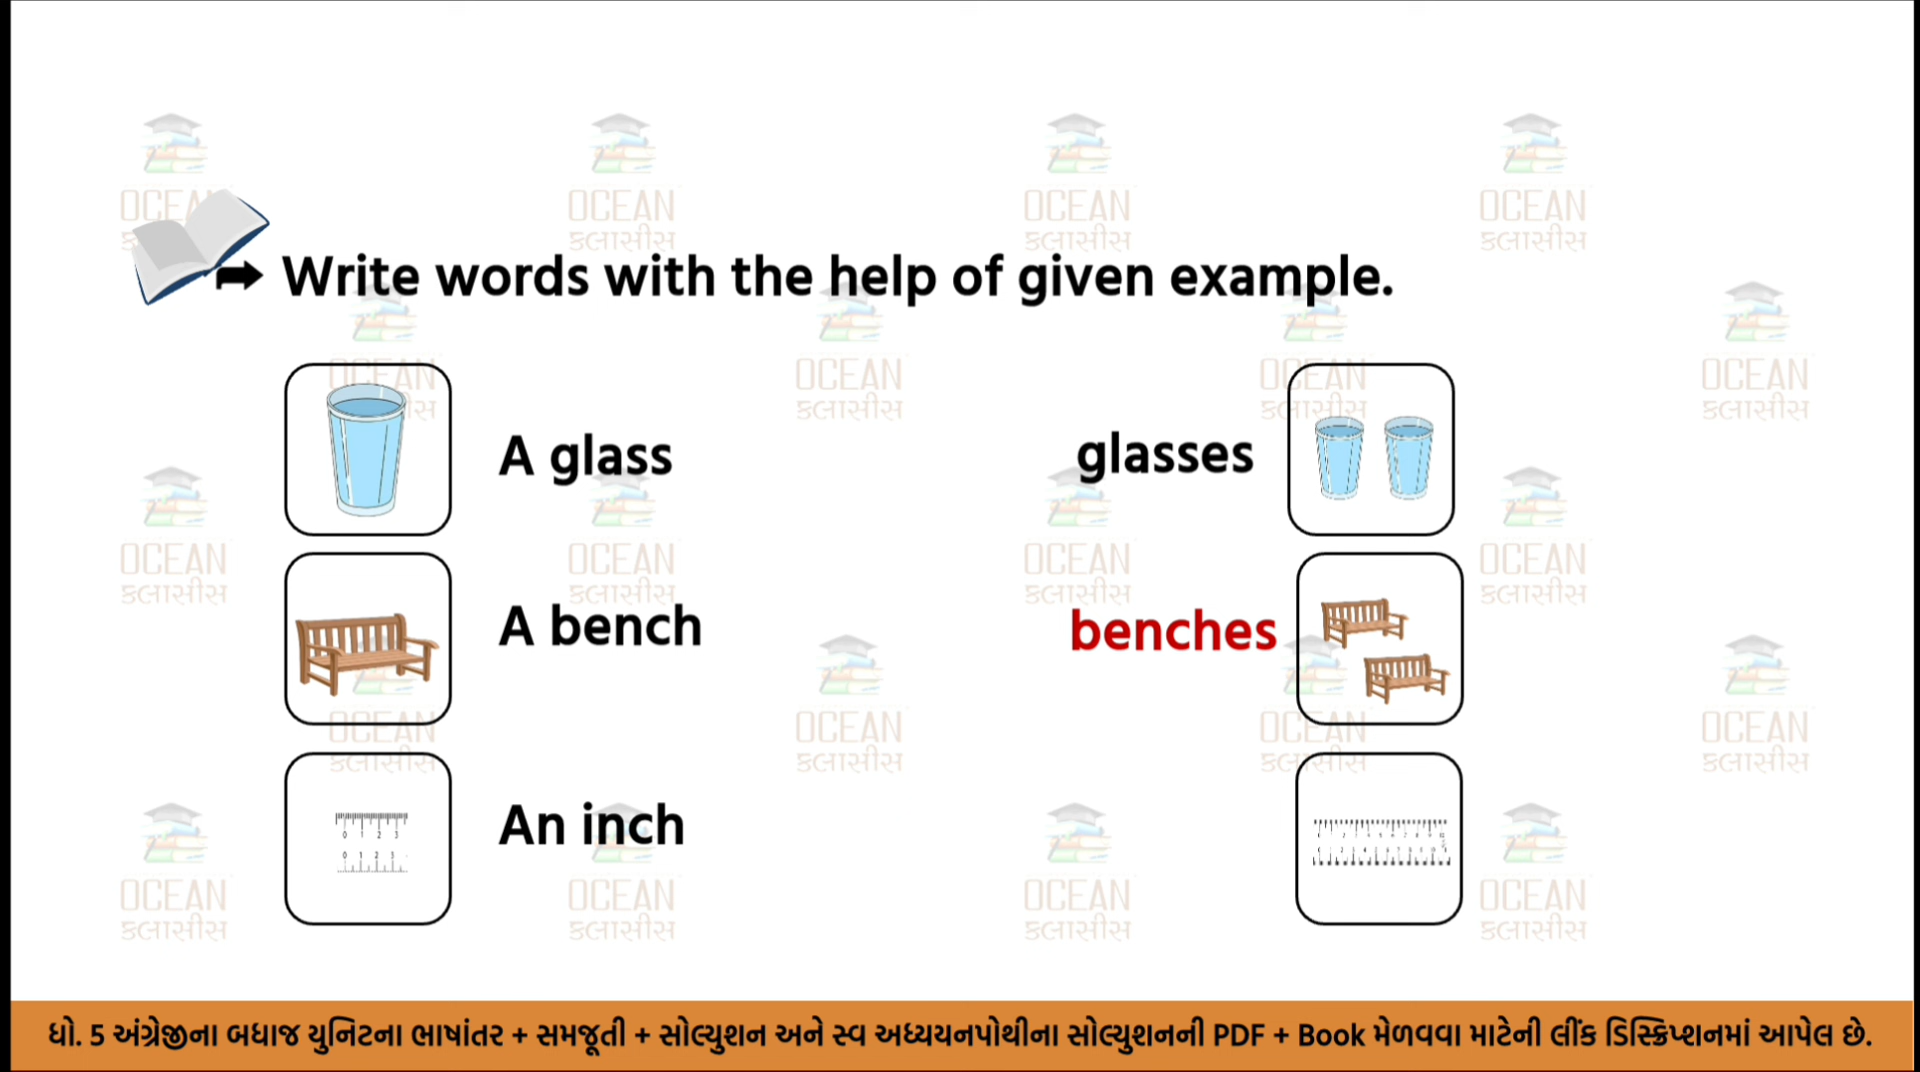 Write words with the help of given example.
A glass
glasses
A bench
benches
An inch
OCEAN
ક્લાસીસ
ધો. 5 અંગ્રેજીના બધાજ યુનિટના ભાષાંતર + સમજૂતી + સોલ્યુશન અને સ્વ અધ્યયનપોથીના સોલ્યુશનની PDF + Book મેળવવા માટેની લીંક ડિસ્ક્રિપ્શનમાં આપેલ છે.